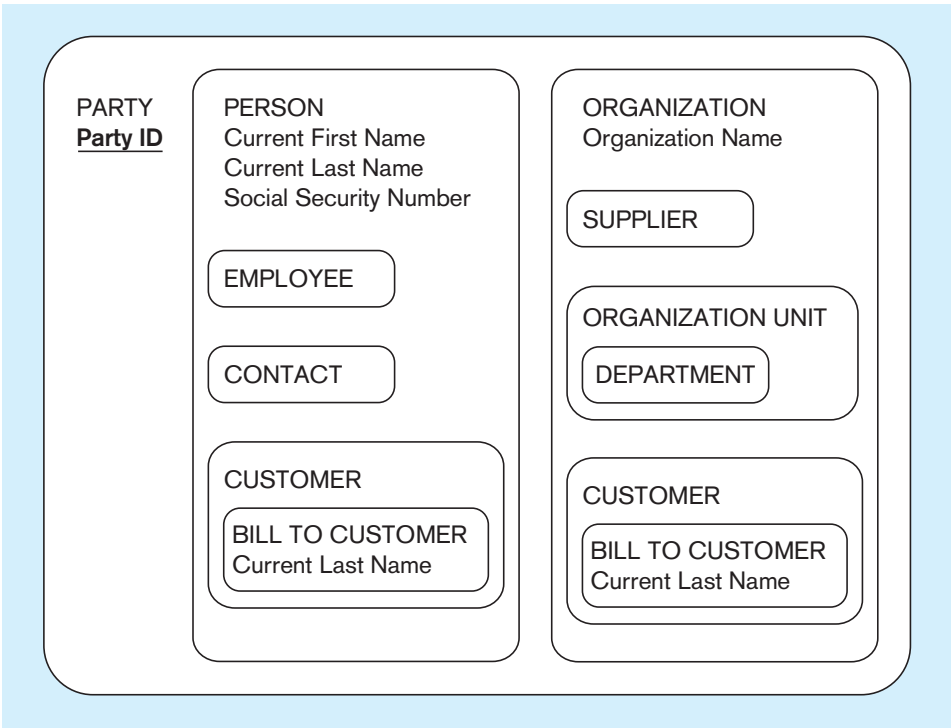 PARTY
Party ID
PERSON
Current First Name
Current Last Name
Social Security Number
EMPLOYEE
CONTACT
CUSTOMER
BILL TO CUSTOMER
Current Last Name
ORGANIZATION
Organization Name
SUPPLIER
ORGANIZATION UNIT
DEPARTMENT
CUSTOMER
BILL TO CUSTOMER
Current Last Name